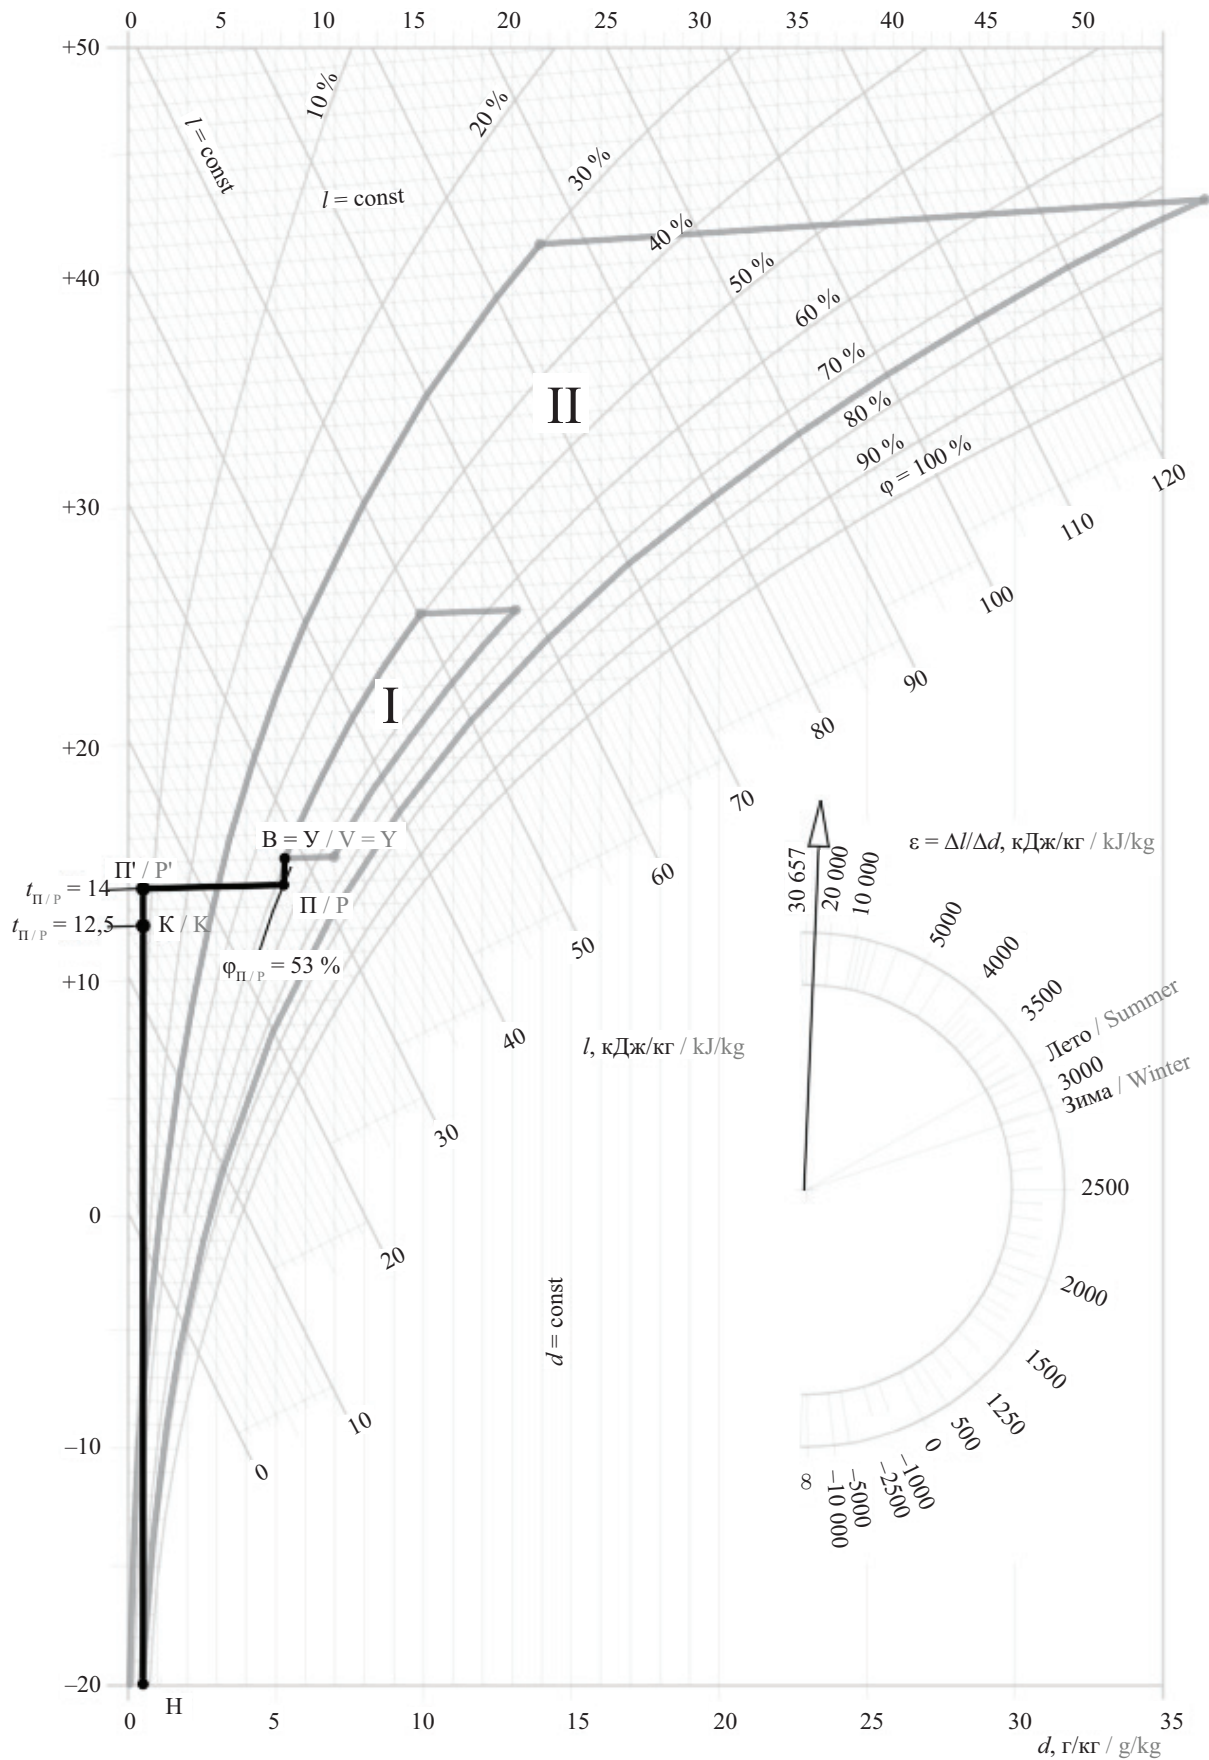 0 5 10 20 25 30 35 40 45 50
+50
10 %
20 %
l = const
l = const
30 %
40 %
50 %
+40
60 %
70 %
II
80 %
90 %
φ = 100 %
120
+30
110
100
90
I
80
+20
70
В = У / V = Y
ε = Δl/Δd, кДж/кг / kJ/kg
60
П' / P'
tП / Р = 14
П / Р
30 657
20 000
10 000
tП / Р = 12,5
К / K
5000
50
φП / Р = 53 %
4000
+10
3500
40
l, кДж/кг / kJ/kg
Лето / Summer
3000
Зима / Winter
30
2500
0
20
2000
d = const
1500
1250
10
–10
500
0
0
–1000
–2500
–5000
–10 000
∞
–20
Н
0 5 10 15 20 25 30 35
d, г/кг / g/kg